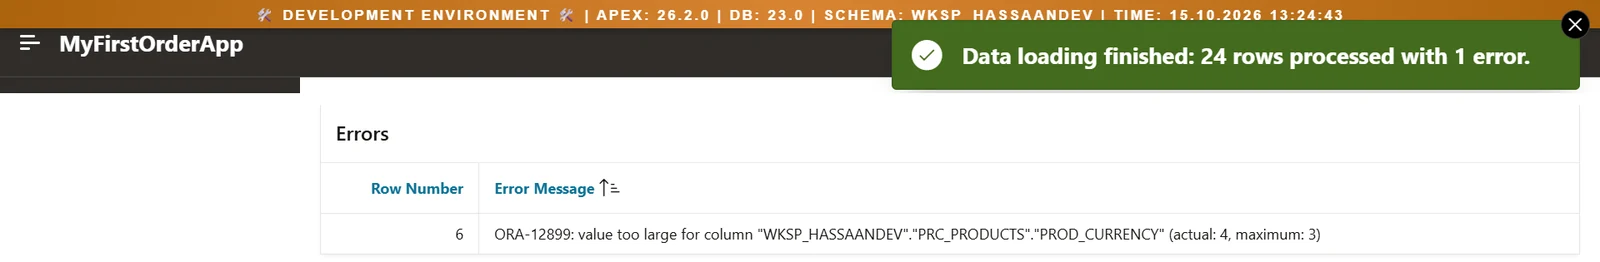 🛠️ DEVELOPMENT ENVIRONMENT 🛠️ | APEX: 26.2.0 | DB: 23.0 | SCHEMA: WKSP_HASSAANDEV | TIME: 15.10.2026 13:24:43
MyFirstOrderApp
Data loading finished: 24 rows processed with 1 error.
Errors
Row Number Error Message
6 ORA-12899: value too large for column "WKSP_HASSAANDEV"."PRC_PRODUCTS"."PROD_CURRENCY" (actual: 4, maximum: 3)